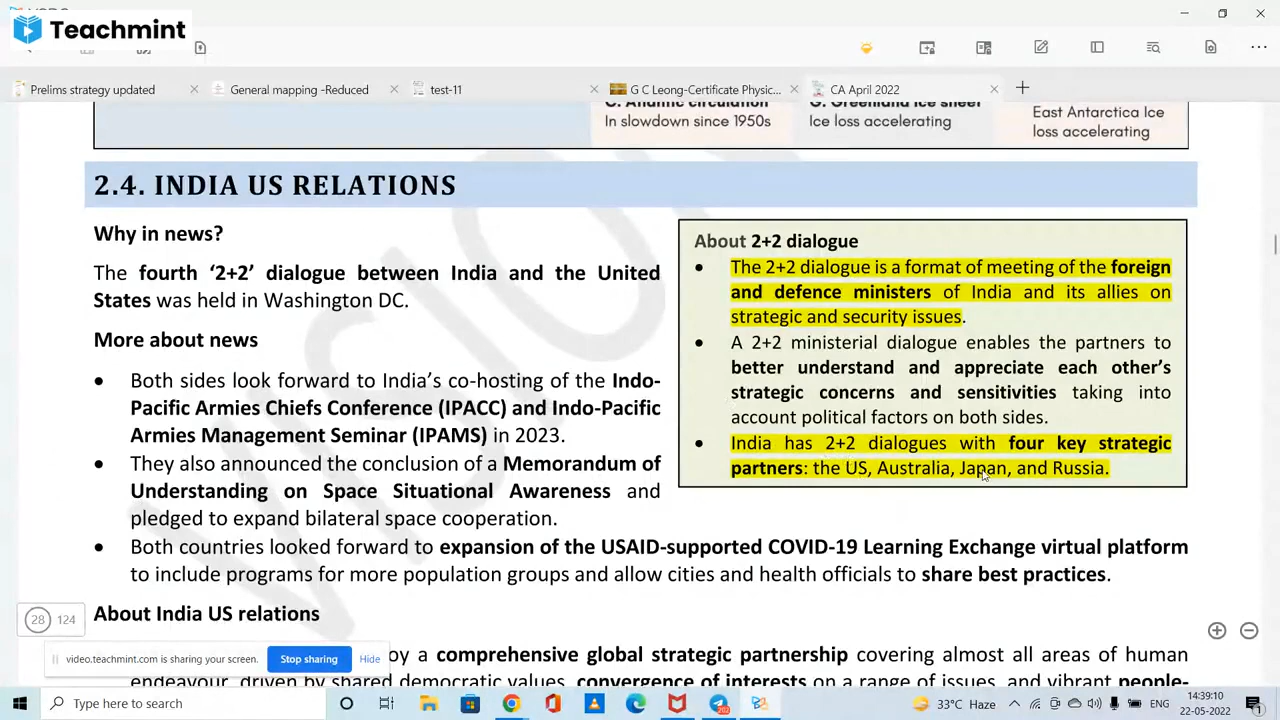 Teachmint
Prelims strategy updated
General mapping -Reduced
test-11
G C Leong-Certificate Physic...
CA April 2022
In slowdown since 1950s
Ice loss accelerating
East Antarctica Ice
loss accelerating
2.4. INDIA US RELATIONS
Why in news?
The fourth ‘2+2’ dialogue between India and the United
States was held in Washington DC.
More about news
• Both sides look forward to India’s co-hosting of the Indo-
Pacific Armies Chiefs Conference (IPACC) and Indo-Pacific
Armies Management Seminar (IPAMS) in 2023.
• They also announced the conclusion of a Memorandum of
Understanding on Space Situational Awareness and
pledged to expand bilateral space cooperation.
About 2+2 dialogue
• The 2+2 dialogue is a format of meeting of the foreign
and defence ministers of India and its allies on
strategic and security issues.
• A 2+2 ministerial dialogue enables the partners to
better understand and appreciate each other’s
strategic concerns and sensitivities taking into
account political factors on both sides.
• India has 2+2 dialogues with four key strategic
partners: the US, Australia, Japan, and Russia.
• Both countries looked forward to expansion of the USAID-supported COVID-19 Learning Exchange virtual platform
to include programs for more population groups and allow cities and health officials to share best practices.
28 124
About India US relations
video.teachmint.com is sharing your screen. Stop sharing Hide
by a comprehensive global strategic partnership covering almost all areas of human
endeavour, driven by shared democratic values, convergence of interests on a range of issues, and vibrant people-
Type here to search
202
33°C Haze
ENG
14:39:10
22-05-2022
1